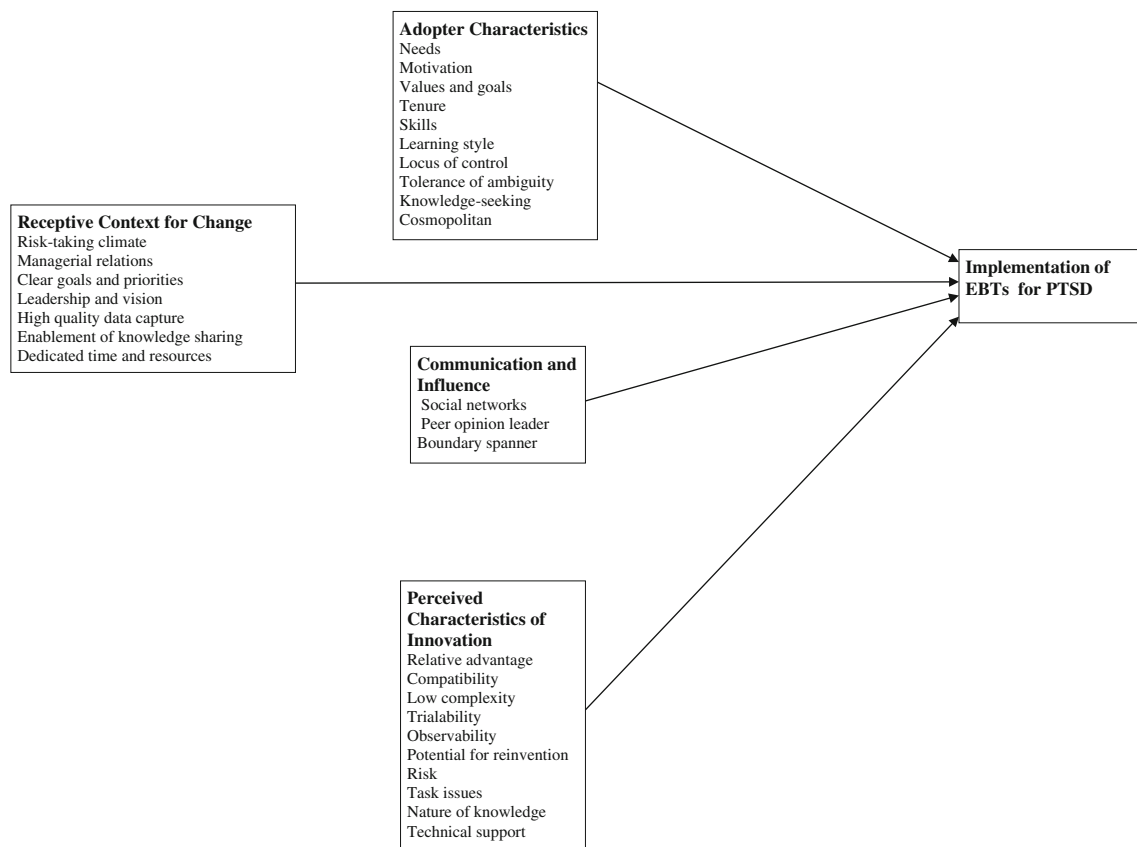 Adopter Characteristics
Needs
Motivation
Values and goals
Tenure
Skills
Learning style
Locus of control
Tolerance of ambiguity
Knowledge-seeking
Cosmopolitan
Receptive Context for Change
Risk-taking climate
Managerial relations
Clear goals and priorities
Leadership and vision
High quality data capture
Enablement of knowledge sharing
Dedicated time and resources
Implementation of
EBTs for PTSD
Communication and
Influence
Social networks
Peer opinion leader
Boundary spanner
Perceived
Characteristics of
Innovation
Relative advantage
Compatibility
Low complexity
Trialability
Observability
Potential for reinvention
Risk
Task issues
Nature of knowledge
Technical support